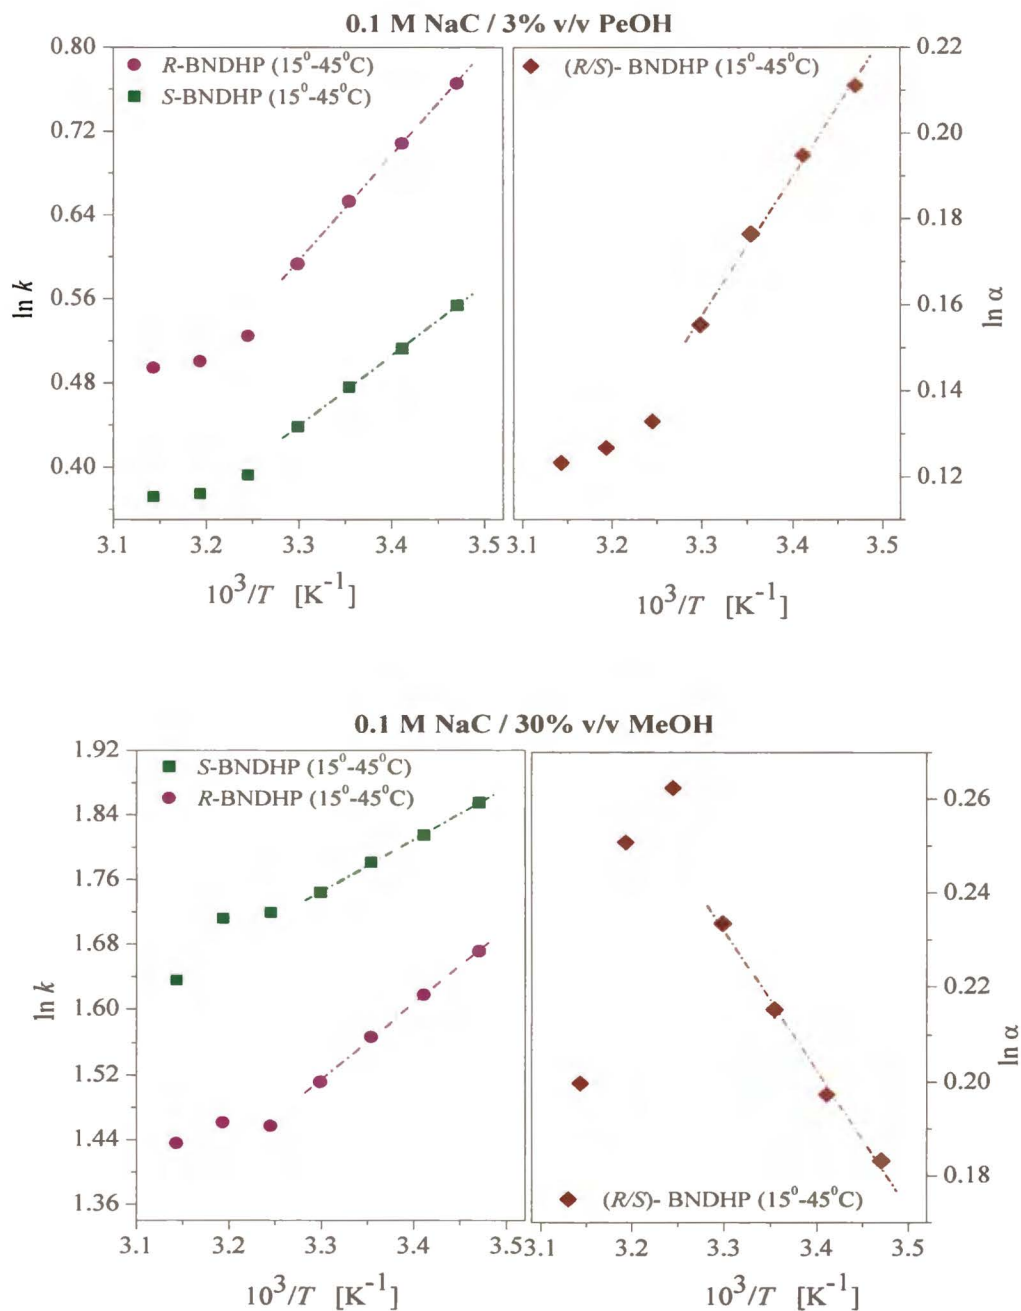 0.1 M NaC / 3% v/v PeOH
R-BNDHP (15⁰-45⁰C)
S-BNDHP (15⁰-45⁰C)
0.80
0.72
0.64
0.56
0.48
0.40
ln k
3.1 3.2 3.3 3.4 3.5
10³/T [K⁻¹]
(R/S)- BNDHP (15⁰-45⁰C)
0.22
0.20
0.18
0.16
0.14
0.12
ln α
3.1 3.2 3.3 3.4 3.5
10³/T [K⁻¹]
0.1 M NaC / 30% v/v MeOH
S-BNDHP (15⁰-45⁰C)
R-BNDHP (15⁰-45⁰C)
1.92
1.84
1.76
1.68
1.60
1.52
1.44
1.36
ln k
3.1 3.2 3.3 3.4 3.5
10³/T [K⁻¹]
0.26
0.24
0.22
0.20
0.18
ln α
(R/S)- BNDHP (15⁰-45⁰C)
3.1 3.2 3.3 3.4 3.5
10³/T [K⁻¹]